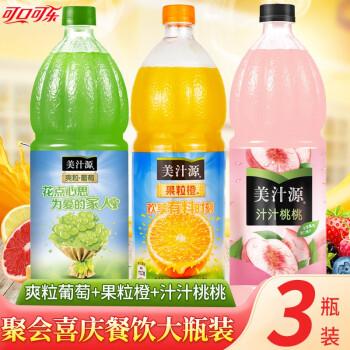 可口可乐
美汁源
爽粒·葡萄
花点心思
为爱的家人
美汁源
果粒橙
欢享有料时刻
美汁源
汁汁桃桃
爽粒葡萄+果粒橙+汁汁桃桃
3瓶装
聚会喜庆餐饮大瓶装